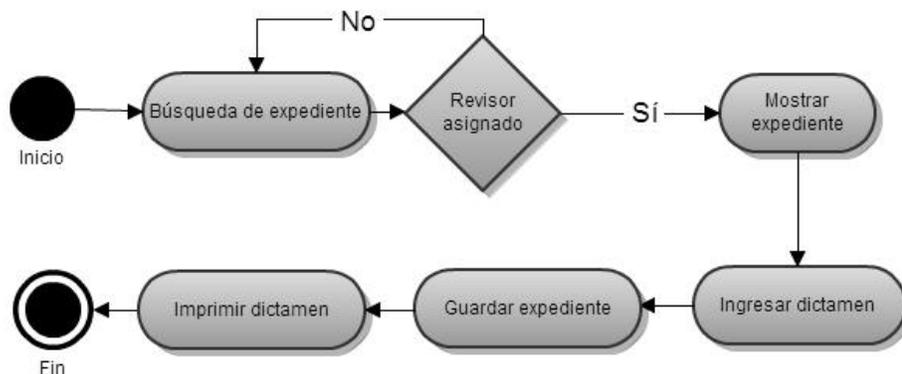 No
Búsqueda de expediente
Revisor
asignado
Sí
Mostrar
expediente
Inicio
Imprimir dictamen
Guardar expediente
Ingresar dictamen
Fin